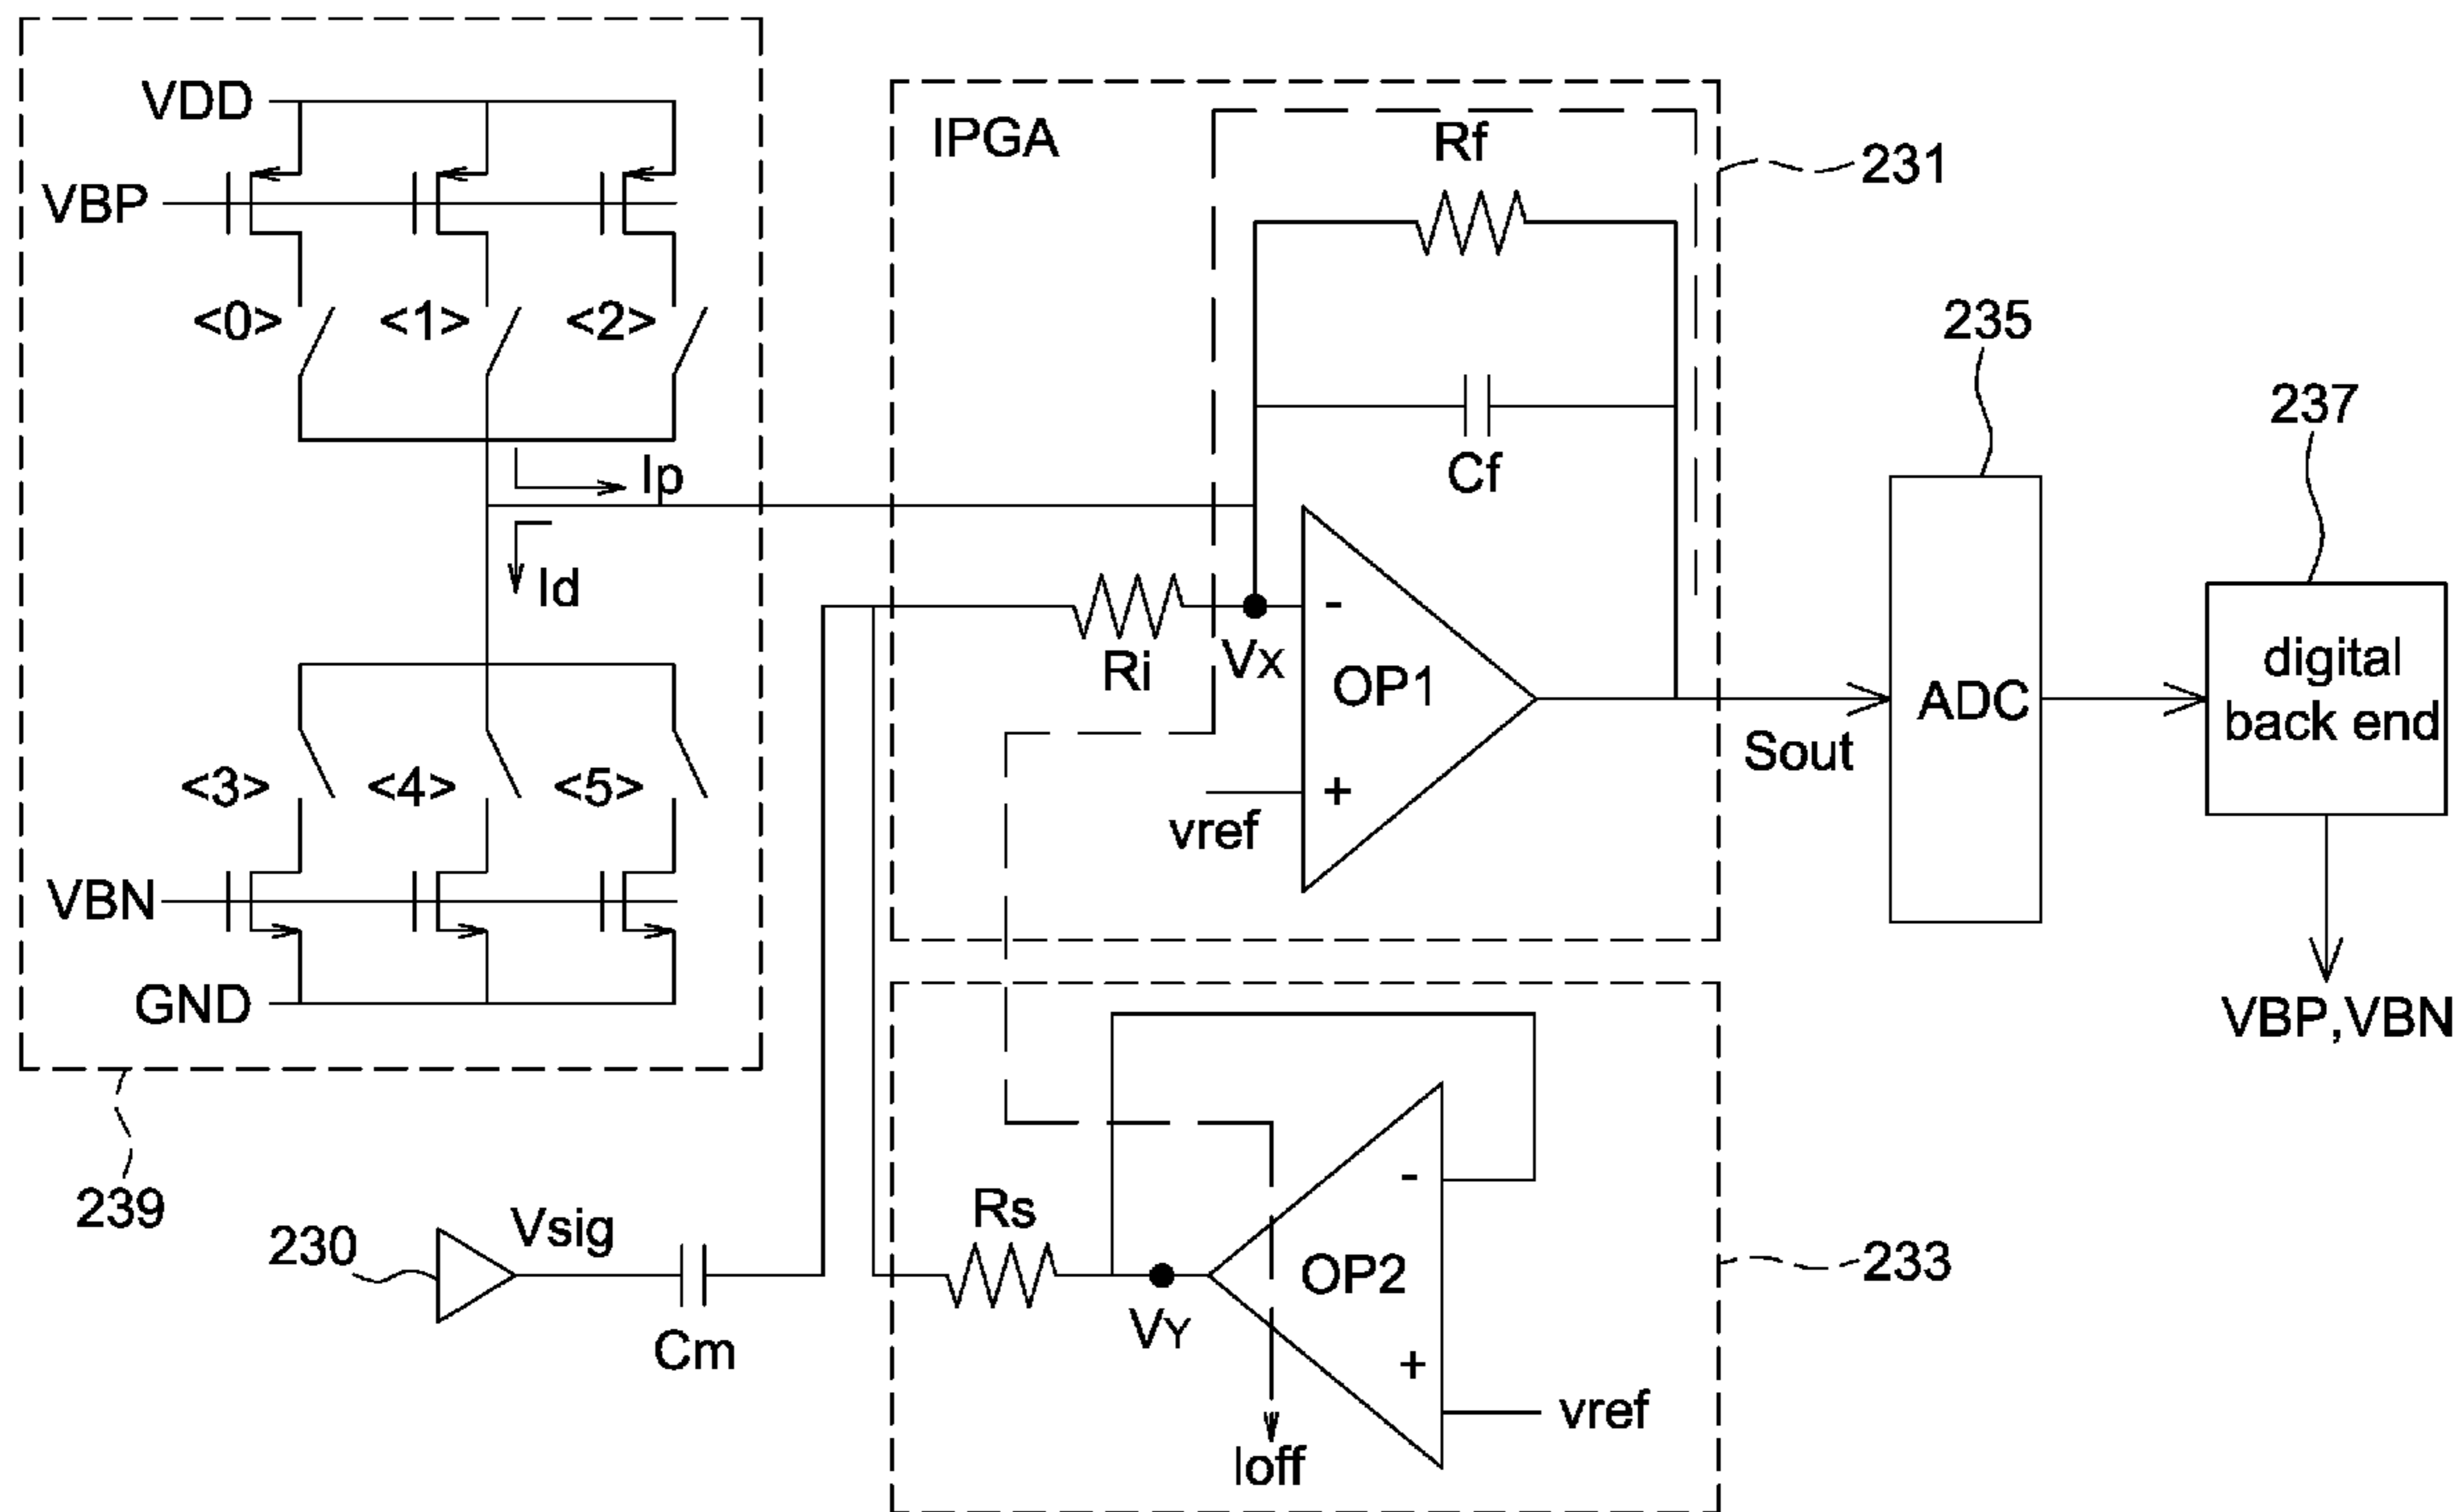 VDD
VBP
<0>
<1>
<2>
Ip
Id
<3>
<4>
<5>
VBN
GND
239
230
Vsig
Cm
IPGA
Rf
231
Cf
Ri
VX
-
OP1
+
vref
Sout
235
ADC
237
digital
back end
VBP,VBN
Rs
VY
-
OP2
+
vref
Ioff
233